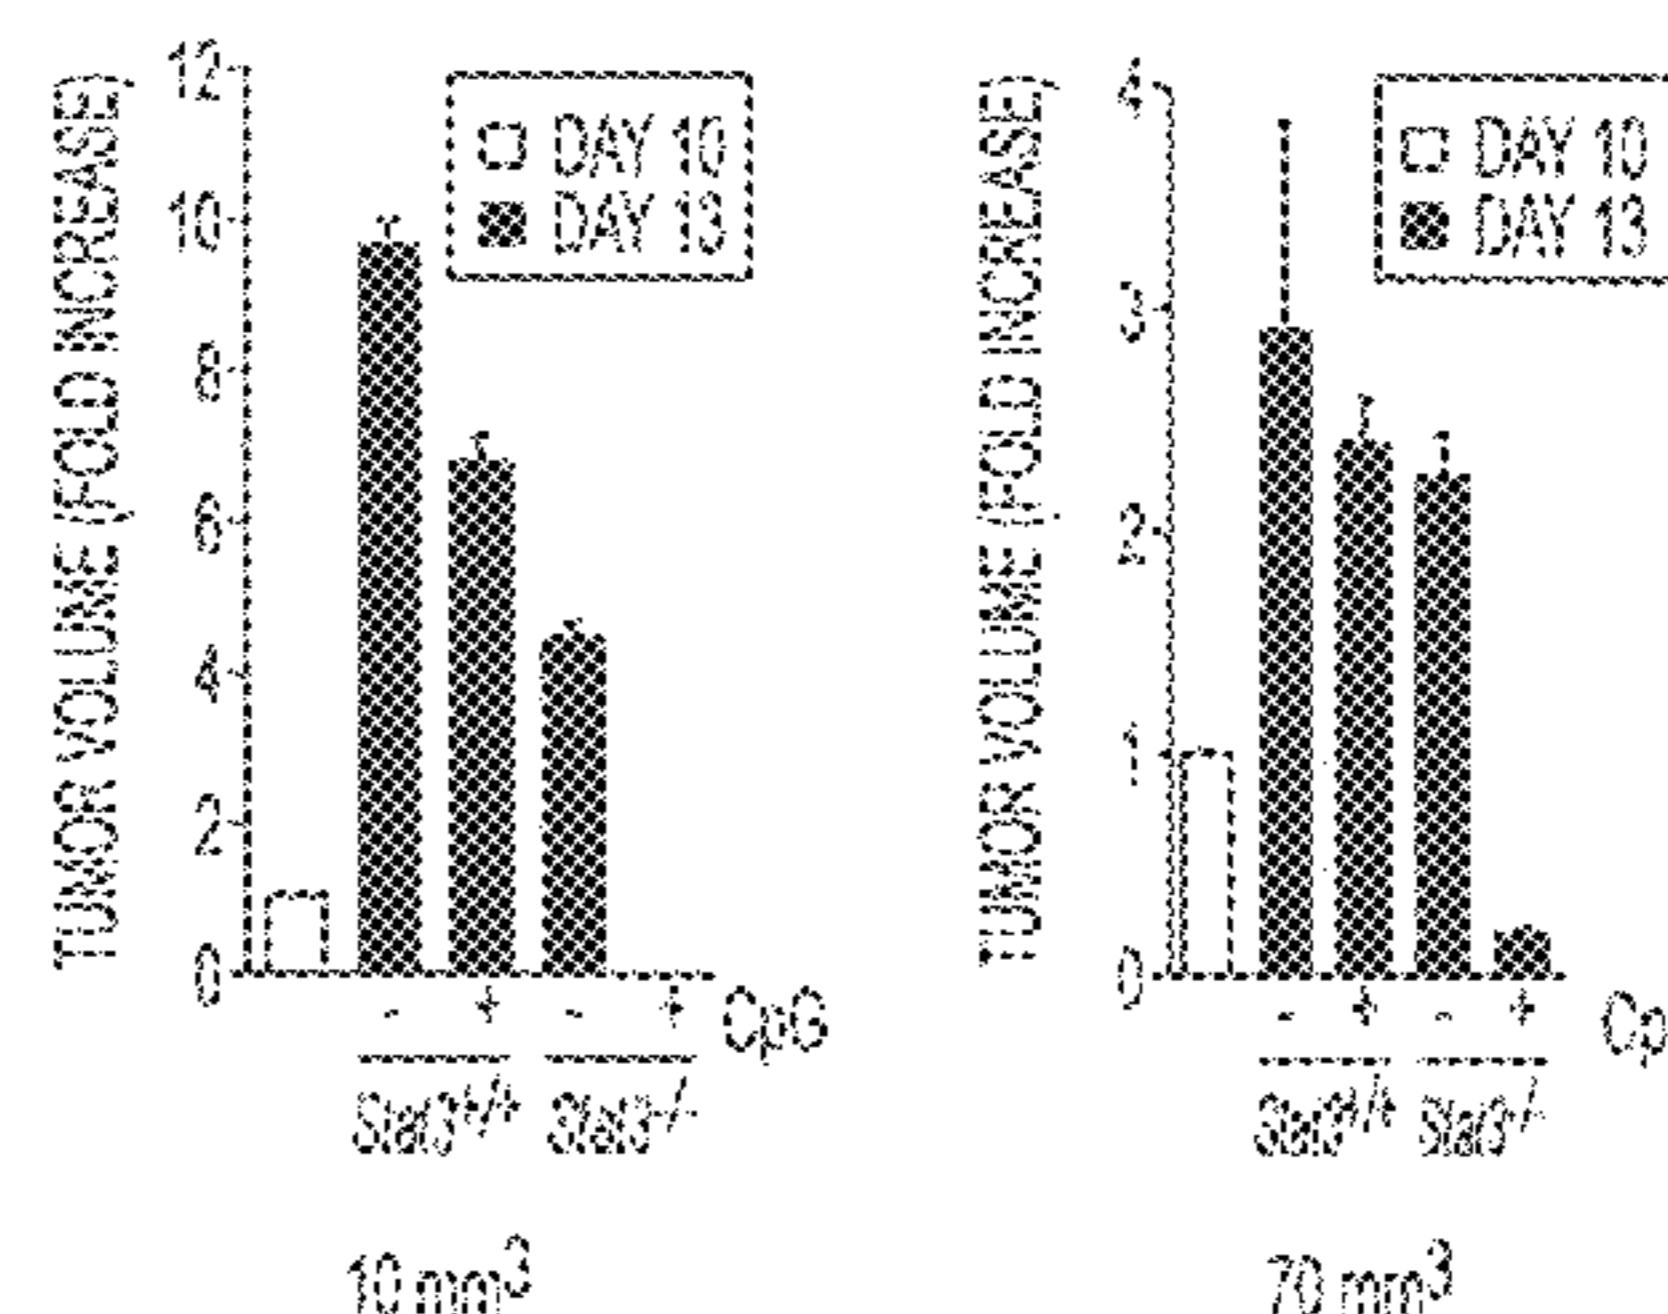 TUMOR VOLUME (FOLD INCREASE)
12
10
8
6
4
2
0
DAY 10
DAY 13
- + - + CpG
Stat3+/+ Stat3-/-
10 mm3
TUMOR VOLUME (FOLD INCREASE)
4
3
2
1
0
DAY 10
DAY 13
- + - + Cp
Stat3+/+ Stat3-/-
70 mm3